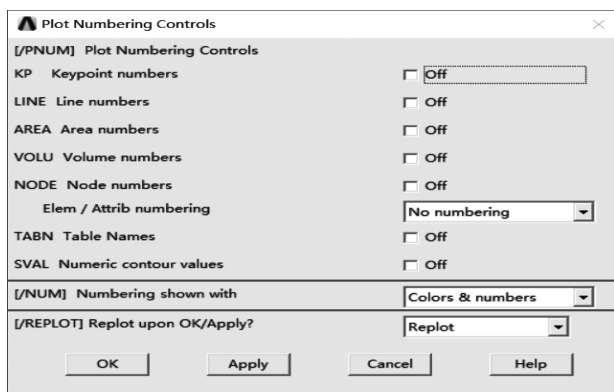 Plot Numbering Controls
[/PNUM] Plot Numbering Controls
KP Keypoint numbers Off
LINE Line numbers Off
AREA Area numbers Off
VOLU Volume numbers Off
NODE Node numbers Off
Elem / Attrib numbering No numbering
TABN Table Names Off
SVAL Numeric contour values Off
[/NUM] Numbering shown with Colors & numbers
[/REPLOT] Replot upon OK/Apply? Replot
OK Apply Cancel Help